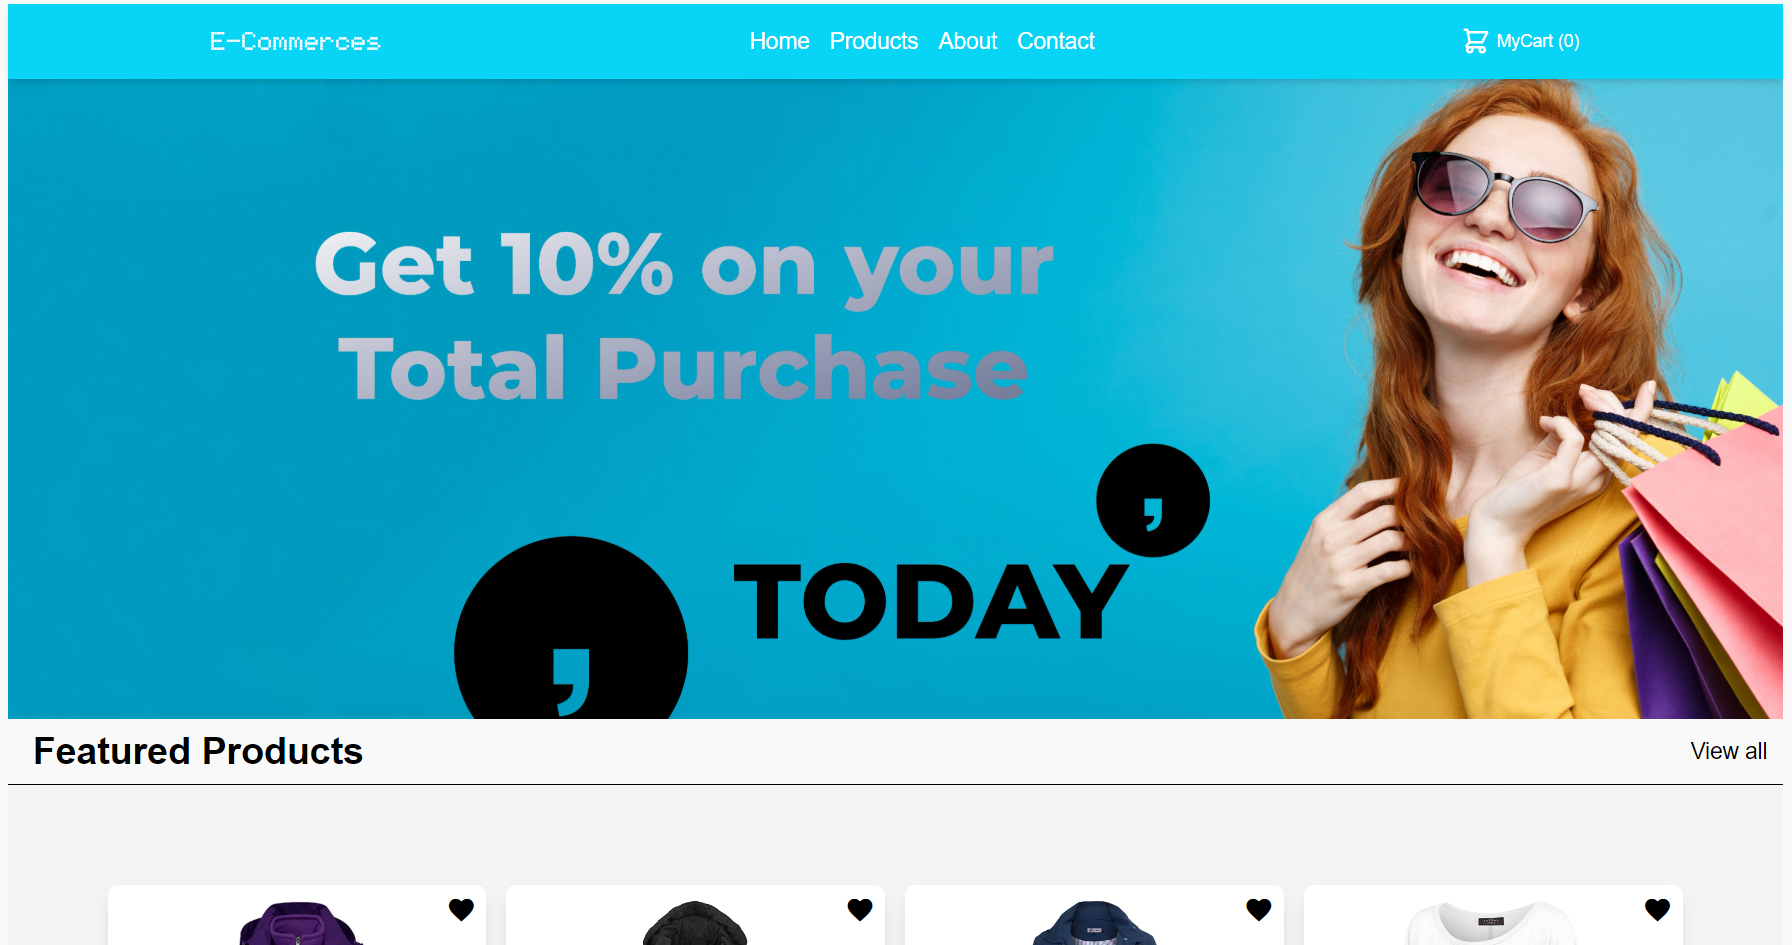 E-Commerces
Home Products About Contact
MyCart (0)
Get 10% on your
Total Purchase
,
, TODAY
Featured Products
View all